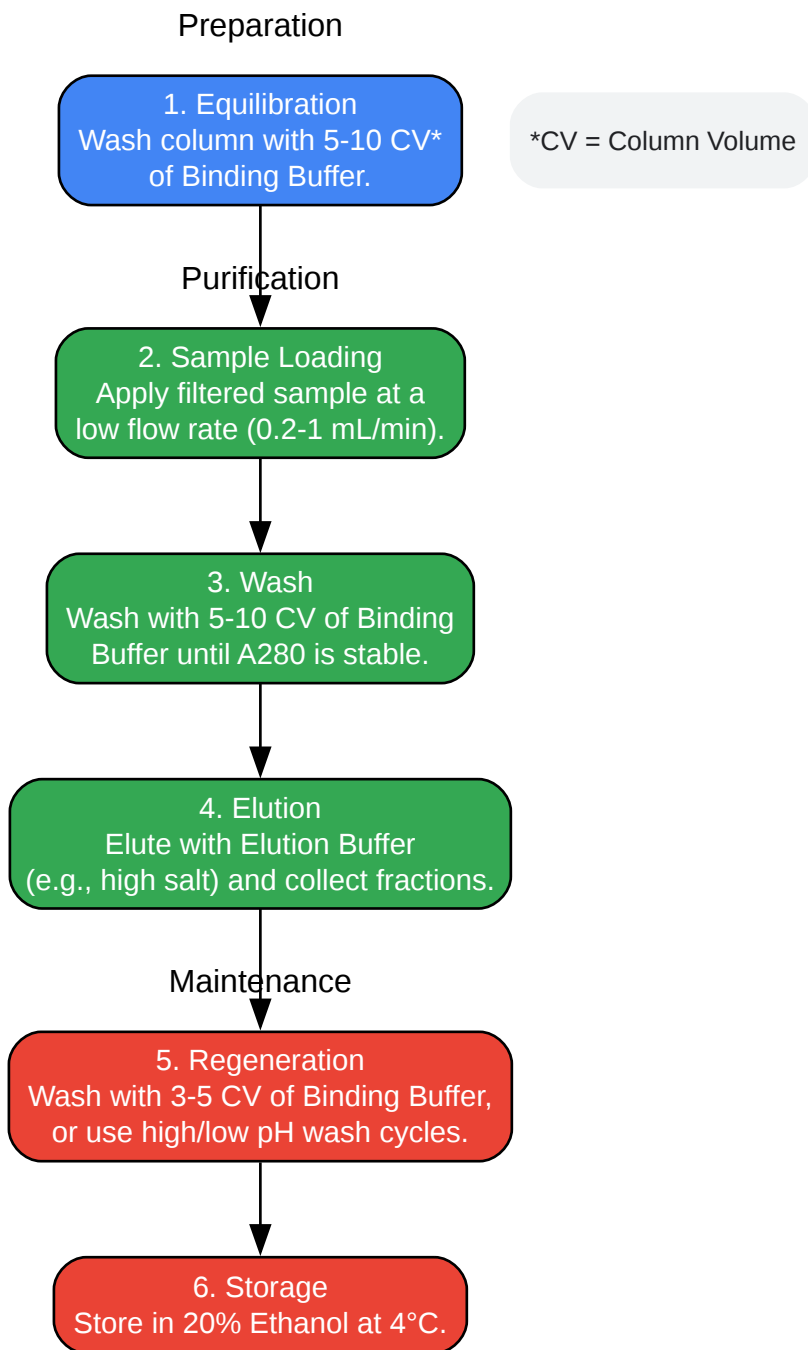 Preparation
1. Equilibration
Wash column with 5-10 CV*
of Binding Buffer.
*CV = Column Volume
Purification
2. Sample Loading
Apply filtered sample at a
low flow rate (0.2-1 mL/min).
3. Wash
Wash with 5-10 CV of Binding
Buffer until A280 is stable.
4. Elution
Elute with Elution Buffer
(e.g., high salt) and collect fractions.
Maintenance
5. Regeneration
Wash with 3-5 CV of Binding Buffer,
or use high/low pH wash cycles.
6. Storage
Store in 20% Ethanol at 4°C.